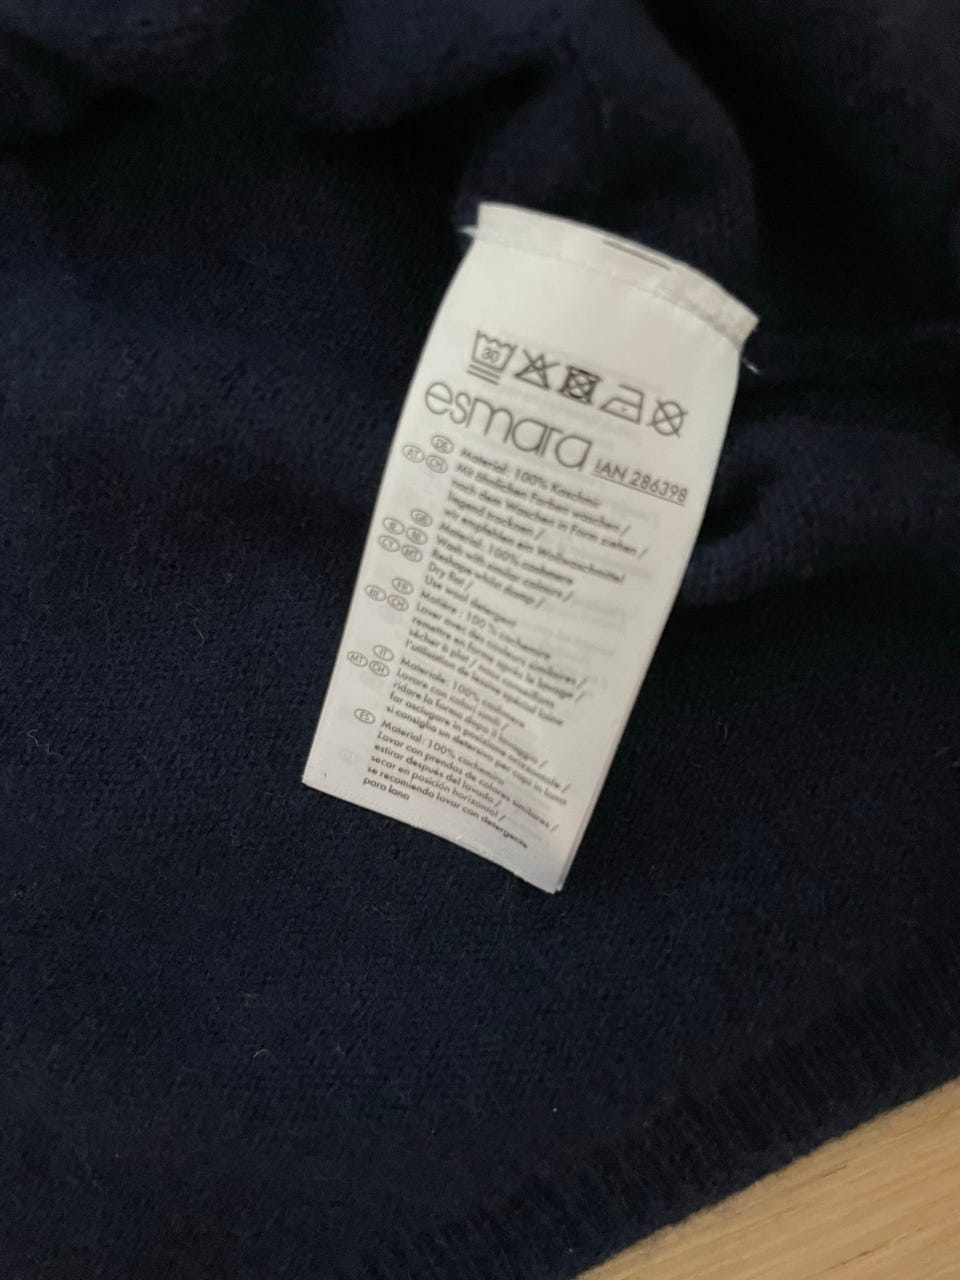 30
esmara IAN 286398
DE AT CH Material: 100% Kaschmir
Mit ähnlichen Farben waschen /
nach dem Waschen in Form ziehen /
liegend trocknen /
wir empfehlen ein Wollwaschmittel
GB IE NI CY MT Material: 100% cashmere
Wash with similar colours /
Reshape whilst damp /
Dry flat /
Use wool detergent
FR BE CH Matière : 100 % cachemire
Laver avec des couleurs similaires /
remettre en forme après le lavage /
sécher à plat / nous conseillons
l'utilisation de lessive spécial laine
IT MT CH Materiale: 100% cashmere
Lavare con colori simili /
ridare la forma dopo il lavaggio /
far asciugare in posizione orizzontale /
si consiglia un detersivo per capi in lana
ES Material: 100% cachemira
Lavar con prendas de colores similares /
estirar después del lavado /
secar en posición horizontal /
se recomienda lavar con detergente
para lana